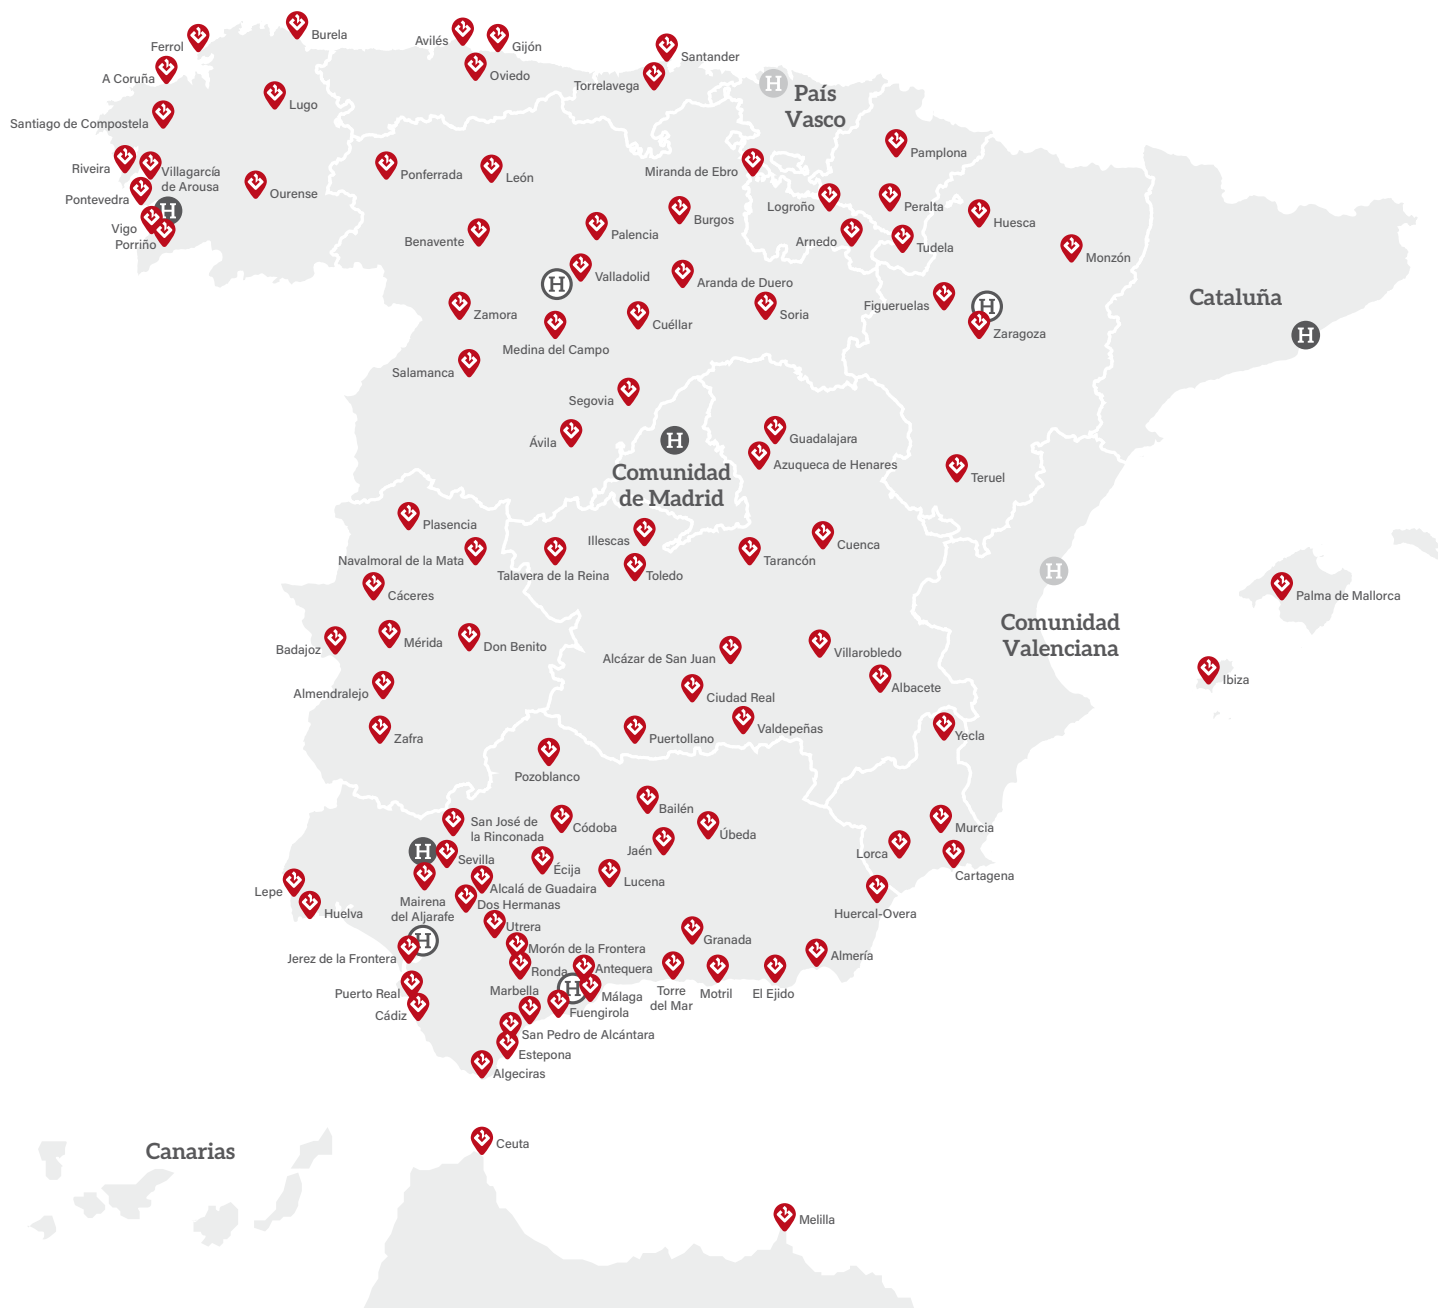 Burela
Ferrol
Avilés
Gijón
Santander
A Coruña
Oviedo
Torrelavega
H
País
Vasco
Lugo
Santiago de Compostela
Pamplona
Riveira
Villagarcía
de Arousa
Ponferrada
León
Miranda de Ebro
Pontevedra
Ourense
Logroño
Peralta
H
Vigo
Porriño
Burgos
Huesca
Benavente
Palencia
Arnedo
Tudela
Monzón
H
Valladolid
Aranda de Duero
Figueruelas
H
Cataluña
Zamora
Cuéllar
Soria
Zaragoza
H
Medina del Campo
Salamanca
Segovia
Ávila
H
Guadalajara
Azuqueca de Henares
Comunidad
de Madrid
Teruel
Plasencia
Illescas
Cuenca
Navalmoral de la Mata
Talavera de la Reina
Toledo
Tarancón
H
Cáceres
Palma de Mallorca
Comunidad
Valenciana
Badajoz
Mérida
Don Benito
Alcázar de San Juan
Villarobledo
Ibiza
Almendralejo
Ciudad Real
Albacete
Zafra
Puertollano
Valdepeñas
Yecla
Pozoblanco
Bailén
San José de
la Rinconada
Córdoba
Úbeda
Murcia
H
Sevilla
Jaén
Lorca
Écija
Cartagena
Lepe
Mairena
del Aljarafe
Alcalá de Guadaira
Lucena
Huelva
Dos Hermanas
Huercal-Overa
Utrera
H
Granada
Jerez de la Frontera
Morón de la Frontera
Almería
Ronda
Antequera
Puerto Real
Marbella
H
Málaga
Torre
del Mar
Motril
El Ejido
Cádiz
Fuengirola
San Pedro de Alcántara
Estepona
Algeciras
Ceuta
Canarias
Melilla